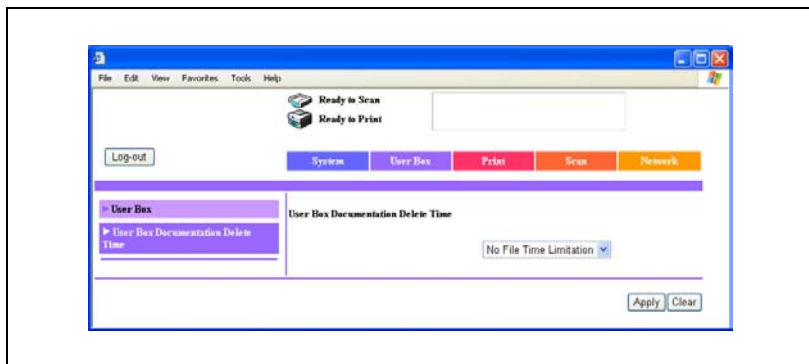 File Edit View Favorites Tools Help
Ready to Scan
Ready to Print
Log-out
System User Box Print Scan Network
User Box
User Box Documentation Delete Time
User Box Documentation Delete
Time
No File Time Limitation
Apply Clear